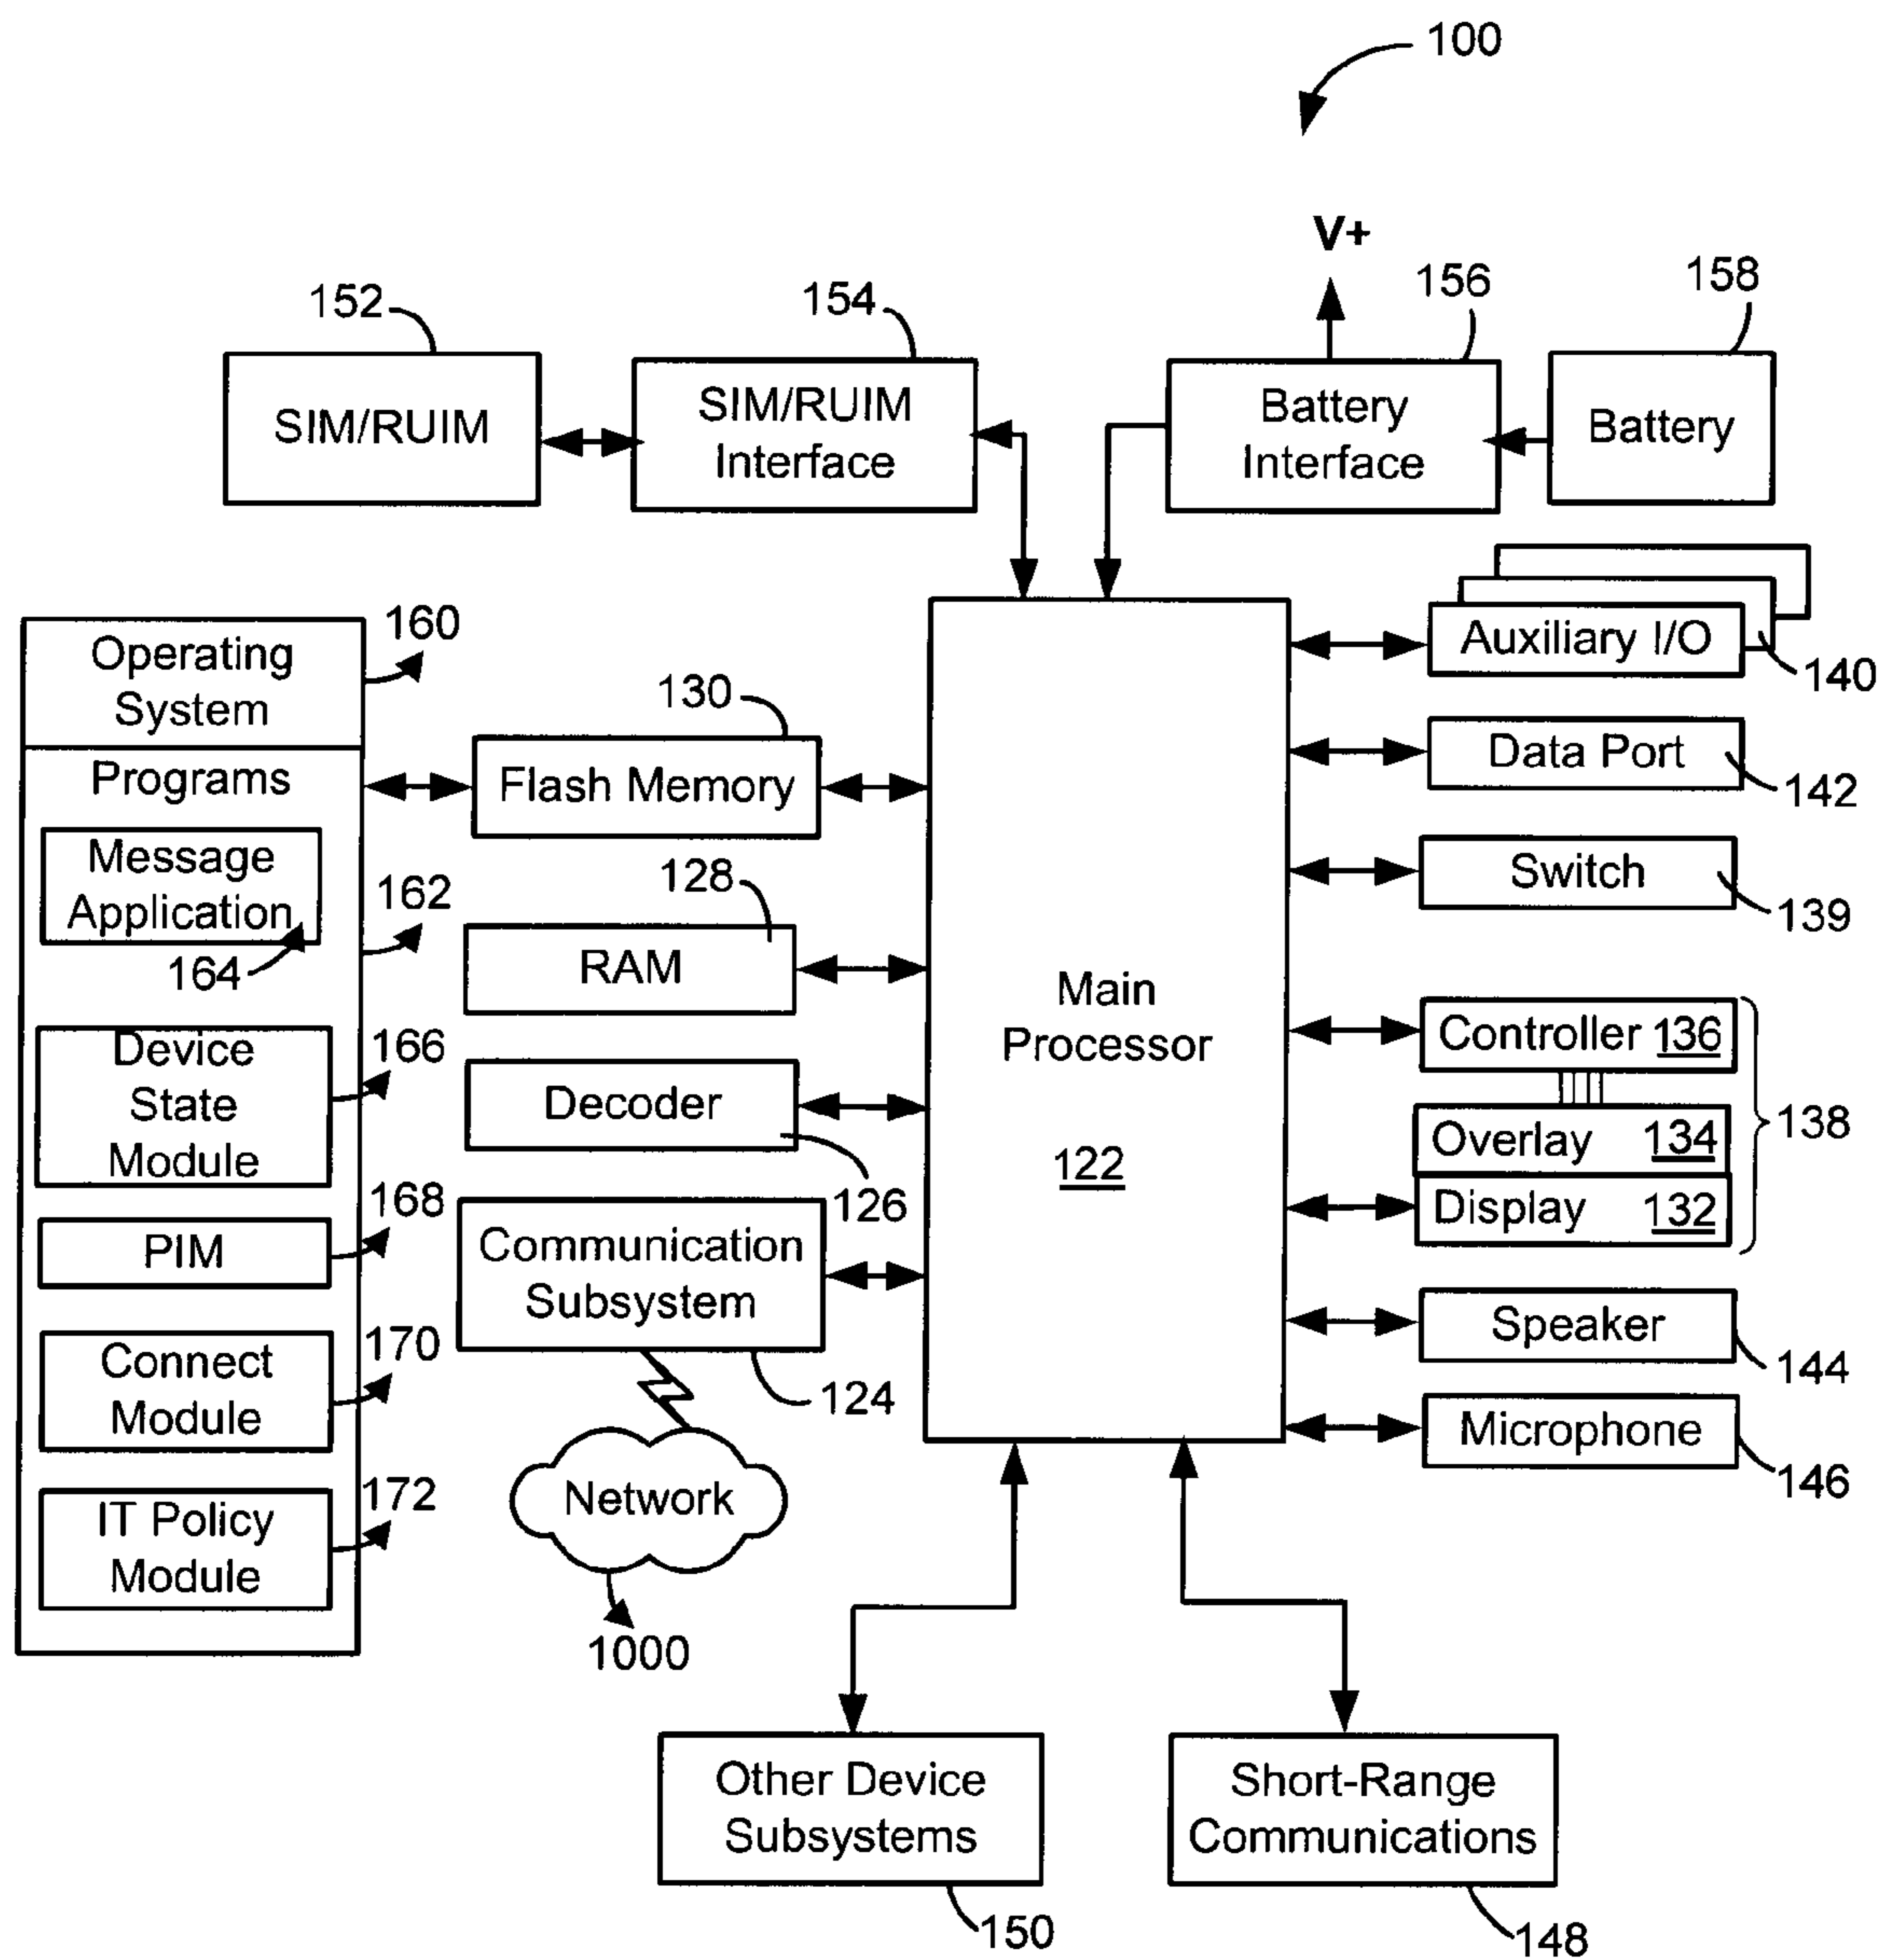 100
V+
152
154
156
158
SIM/RUIM
SIM/RUIM
Interface
Battery
Interface
Battery
Operating
System
160
Programs
Message
Application
164
162
Device
State
Module
166
PIM
168
Connect
Module
170
IT Policy
Module
172
130
Flash Memory
128
RAM
Decoder
126
Communication
Subsystem
124
Network
1000
Main
Processor
122
Auxiliary I/O
140
Data Port
142
Switch
139
Controller 136
Overlay 134
Display 132
138
Speaker
144
Microphone
146
Other Device
Subsystems
150
Short-Range
Communications
148